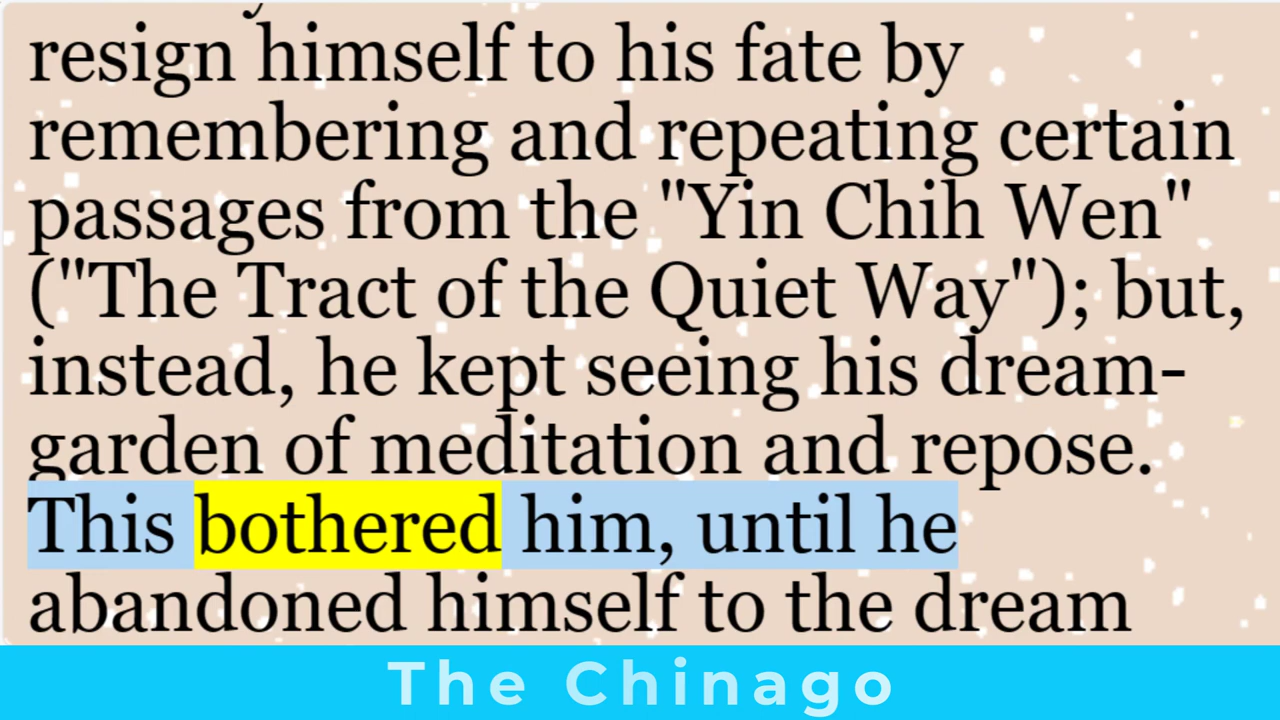 resign himself to his fate by
remembering and repeating certain
passages from the "Yin Chih Wen"
("The Tract of the Quiet Way"); but,
instead, he kept seeing his dream-
garden of meditation and repose.
This bothered him, until he
abandoned himself to the dream
The Chinago